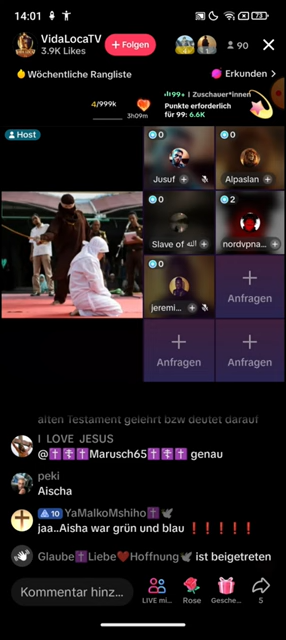 14:01
73
VidaLocaTV
3.9K Likes
+ Folgen
90
Wöchentliche Rangliste
Erkunden >
4/999k
3h09m
99+ | Zuschauer*innen
Punkte erforderlich
für 99: 6.6K
Host
0
Jusuf
0
Alpaslan
0
Slave of الله
2
nordvpna...
0
jeremi...
Anfragen
Anfragen
Anfragen
alten Testament gelehrt bzw deutet darauf
I LOVE JESUS
@✝️☦️✝️Marusch65✝️☦️✝️ genau
peki
Aischa
10 YaMalkoMshiho✝️🕊
jaa..Aisha war grün und blau ❗❗❗❗❗
Glaube✝️Liebe❤️Hoffnung🕊 ist beigetreten
Kommentar hinz...
LIVE mi...
Rose
Gesche...
5